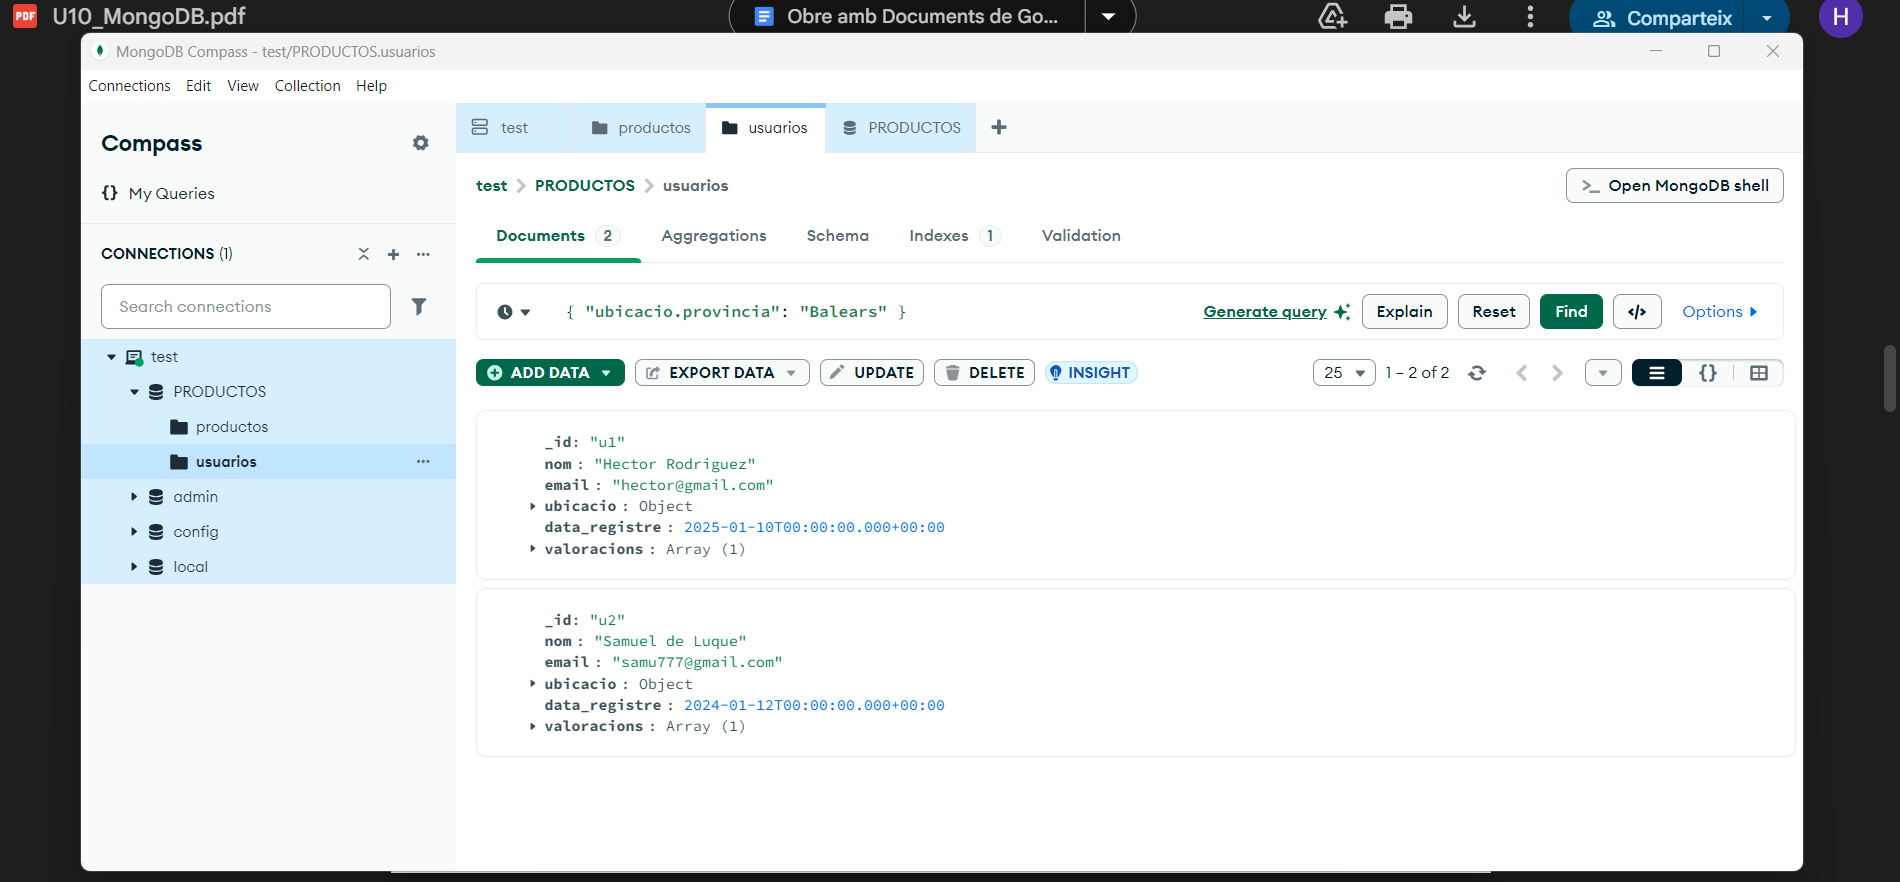 PDF U10_MongoDB.pdf
Obre amb Documents de Go...
Comparteix
H
MongoDB Compass - test/PRODUCTOS.usuarios
Connections Edit View Collection Help
Compass
{} My Queries
CONNECTIONS (1)
Search connections
test
PRODUCTOS
productos
usuarios
admin
config
local
test productos usuarios PRODUCTOS
test > PRODUCTOS > usuarios
>_ Open MongoDB shell
Documents 2 Aggregations Schema Indexes 1 Validation
{ "ubicacio.provincia": "Balears" }
Generate query Explain Reset Find </> Options
ADD DATA EXPORT DATA UPDATE DELETE INSIGHT
25 1 – 2 of 2 {}
_id: "u1"
nom : "Hector Rodriguez"
email : "hector@gmail.com"
ubicacio : Object
data_registre : 2025-01-10T00:00:00.000+00:00
valoracions : Array (1)
_id: "u2"
nom : "Samuel de Luque"
email : "samu777@gmail.com"
ubicacio : Object
data_registre : 2024-01-12T00:00:00.000+00:00
valoracions : Array (1)